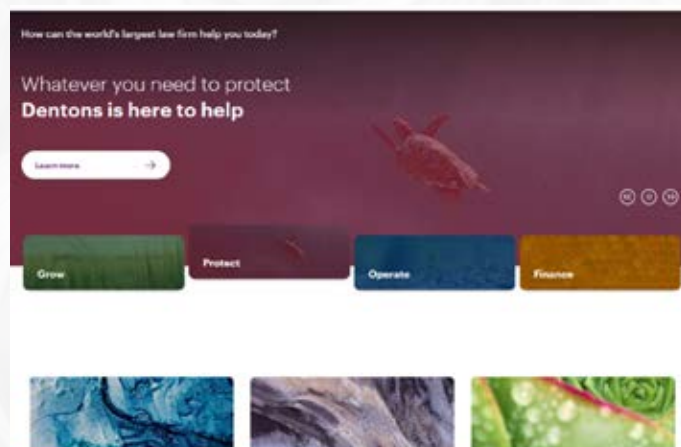 How can the world's largest law firm help you today?
Whatever you need to protect
Dentons is here to help
Learn more
Grow
Protect
Operate
Finance